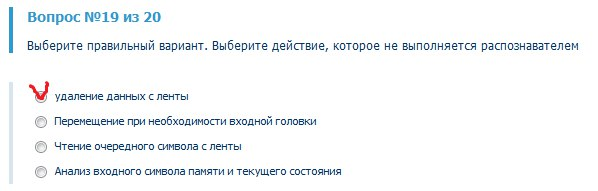 Вопрос №19 из 20
Выберите правильный вариант. Выберите действие, которое не выполняется распознавателем
удаление данных с ленты
Перемещение при необходимости входной головки
Чтение очередного символа с ленты
Анализ входного символа памяти и текущего состояния